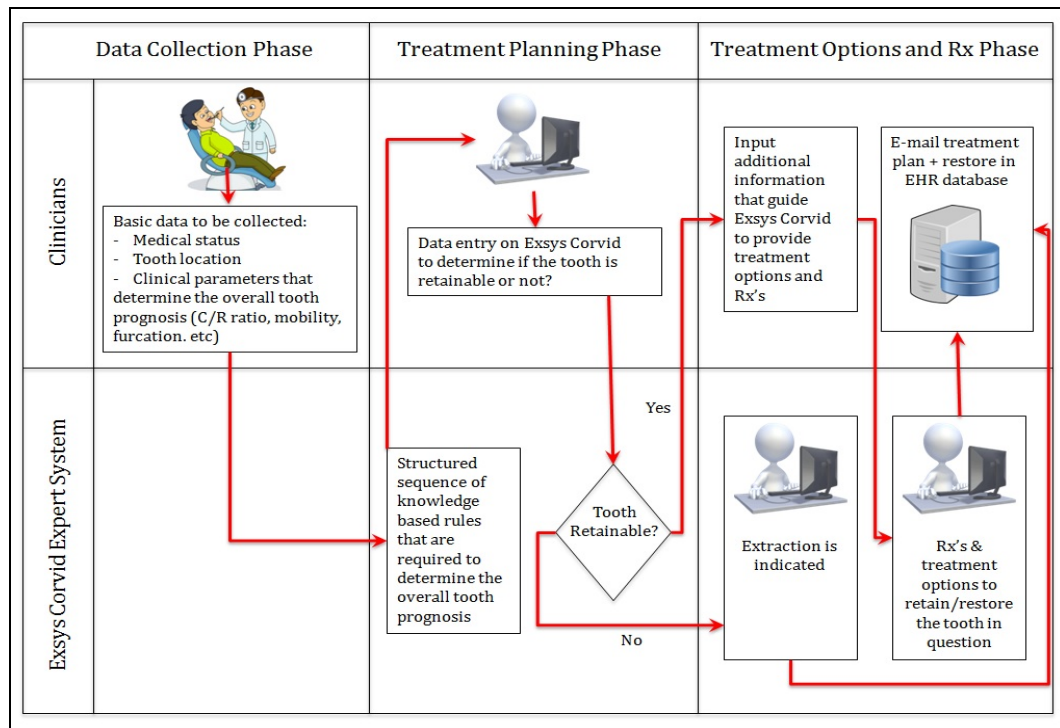 Data Collection Phase
Treatment Planning Phase
Treatment Options and Rx Phase
Clinicians
Basic data to be collected:
- Medical status
- Tooth location
- Clinical parameters that
determine the overall tooth
prognosis (C/R ratio, mobility,
furcation. etc)
Data entry on Exsys Corvid
to determine if the tooth is
retainable or not?
Input
additional
information
that guide
Exsys Corvid
to provide
treatment
options and
Rx's
E-mail treatment
plan + restore in
EHR database
Exsys Corvid Expert System
Structured
sequence of
knowledge
based rules
that are
required to
determine the
overall tooth
prognosis
Tooth
Retainable?
Yes
No
Extraction is
indicated
Rx's &
treatment
options to
retain/restore
the tooth in
question